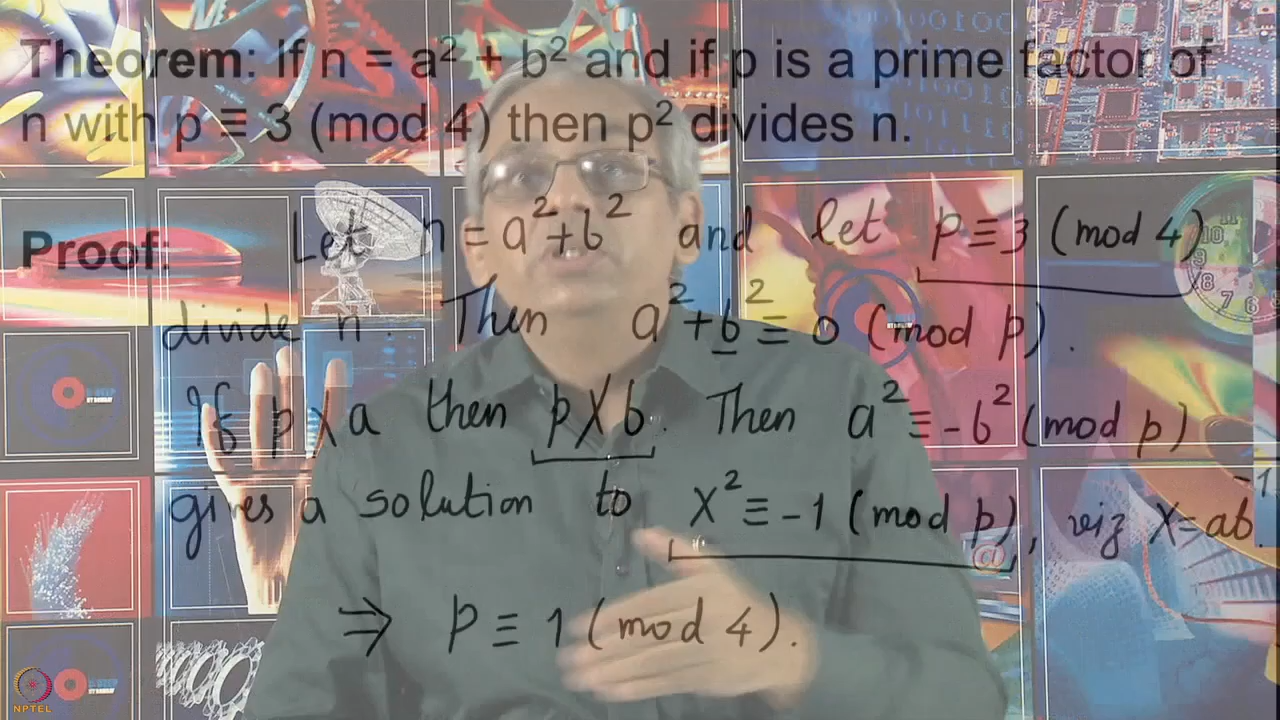 Theorem: If n = a² + b² and if p is a prime factor of
n with p ≡ 3 (mod 4) then p² divides n.
Proof: Let n = a² + b² and let p ≡ 3 (mod 4)
divide n. Then a² + b² ≡ 0 (mod p).
If p ∤ a then p ∤ b. Then a² ≡ -b² (mod p)
gives a solution to X² ≡ -1 (mod p), viz X = ab⁻¹.
⇒ p ≡ 1 (mod 4).
NPTEL